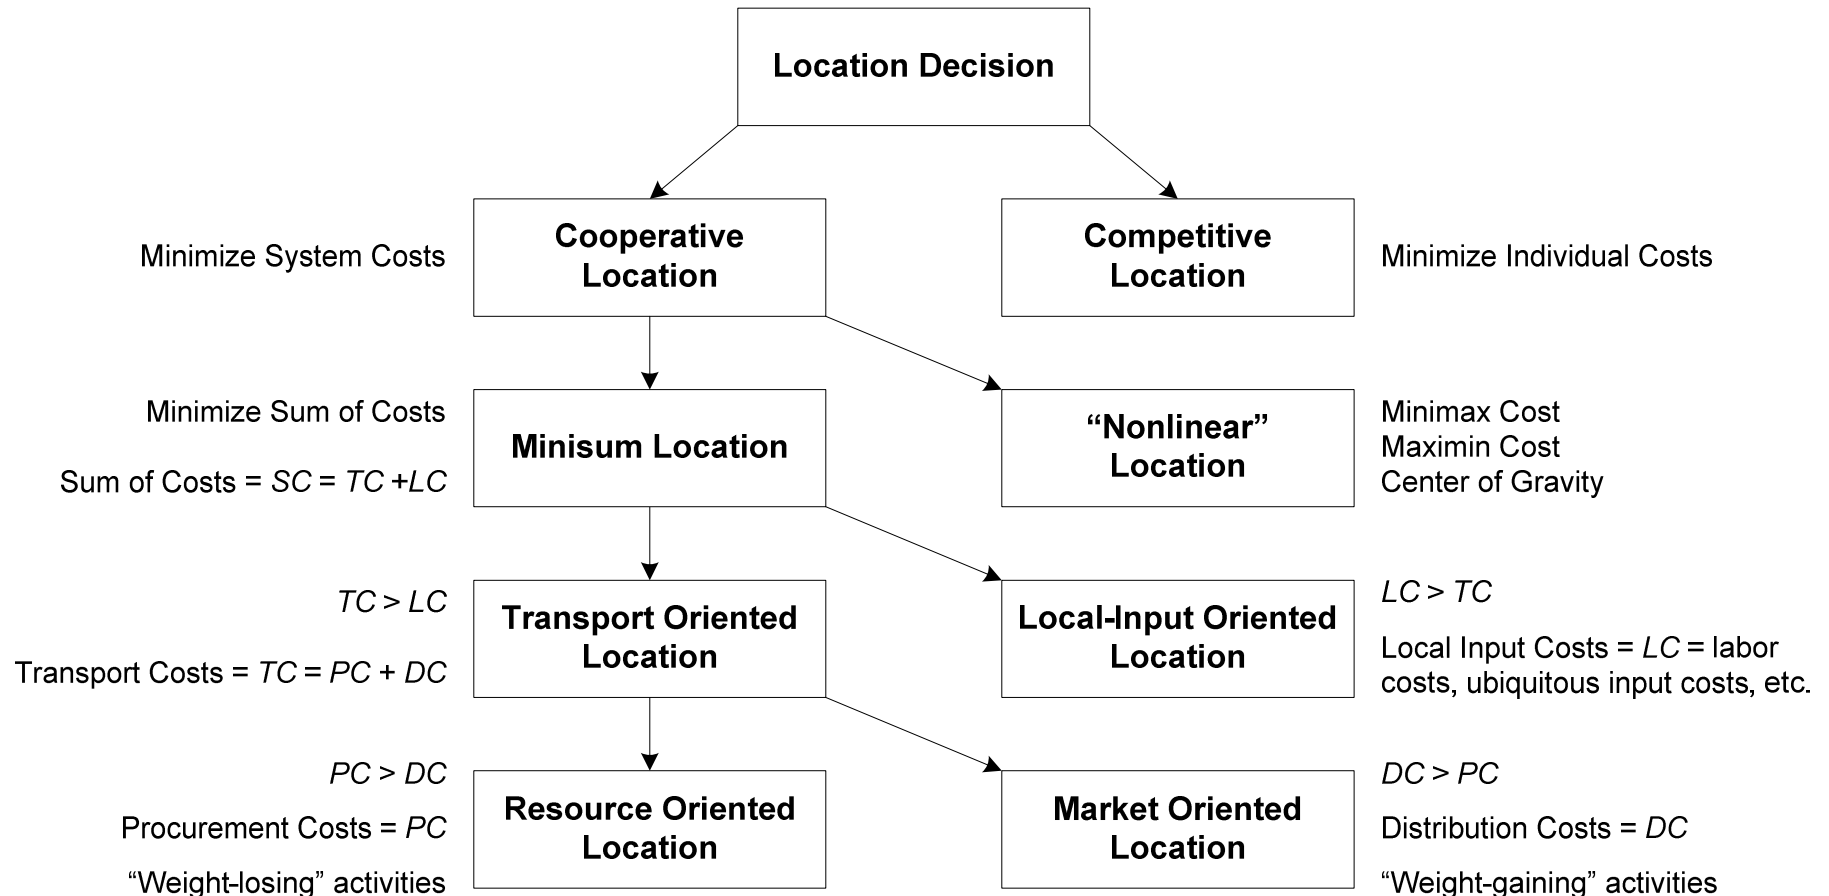 Location Decision
Minimize System Costs
Cooperative
Location
Competitive
Location
Minimize Individual Costs
Minimize Sum of Costs
Sum of Costs = SC = TC +LC
Minisum Location
“Nonlinear”
Location
Minimax Cost
Maximin Cost
Center of Gravity
TC > LC
Transport Costs = TC = PC + DC
Transport Oriented
Location
Local-Input Oriented
Location
LC > TC
Local Input Costs = LC = labor
costs, ubiquitous input costs, etc.
PC > DC
Procurement Costs = PC
“Weight-losing” activities
Resource Oriented
Location
Market Oriented
Location
DC > PC
Distribution Costs = DC
“Weight-gaining” activities